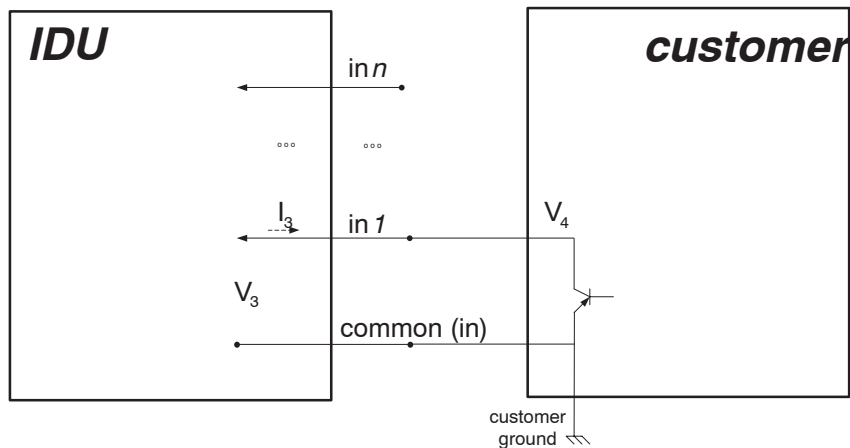 IDU
customer
in n
°°° °°°
I3
in 1
V4
V3
common (in)
customer
ground